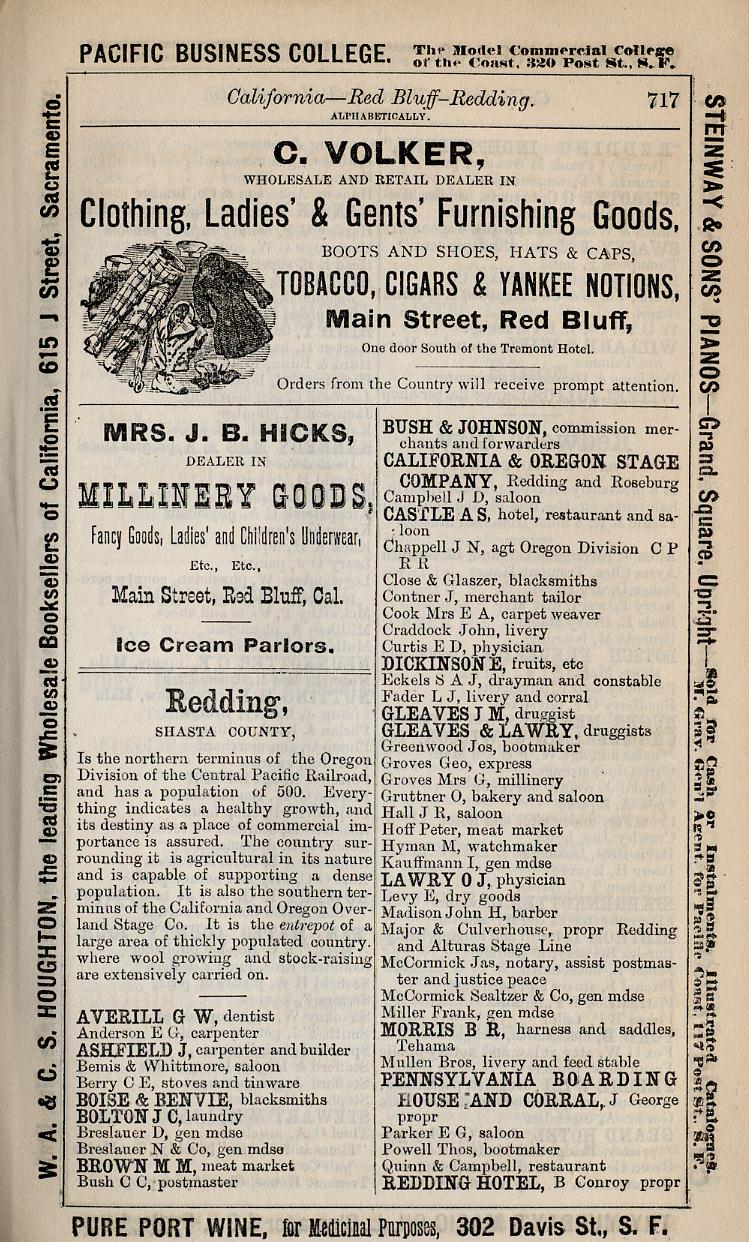 PACIFIC BUSINESS COLLEGE. The Model Commercial College
of the Coast, 320 Post St., S. F.
California—Red Bluff–Redding. 717
ALPHABETICALLY.
C. VOLKER,
WHOLESALE AND RETAIL DEALER IN
Clothing, Ladies' & Gents' Furnishing Goods,
BOOTS AND SHOES, HATS & CAPS,
TOBACCO, CIGARS & YANKEE NOTIONS,
Main Street, Red Bluff,
One door South of the Tremont Hotel.
Orders from the Country will receive prompt attention.
MRS. J. B. HICKS,
DEALER IN
MILLINERY GOODS,
Fancy Goods, Ladies' and Children's Underwear,
Etc., Etc.,
Main Street, Red Bluff, Cal.
Ice Cream Parlors.
Redding,
SHASTA COUNTY,
Is the northern terminus of the Oregon
Division of the Central Pacific Railroad,
and has a population of 500. Every-
thing indicates a healthy growth, and
its destiny as a place of commercial im-
portance is assured. The country sur-
rounding it is agricultural in its nature
and is capable of supporting a dense
population. It is also the southern ter-
minus of the California and Oregon Over-
land Stage Co. It is the entrepot of a
large area of thickly populated country,
where wool growing and stock-raising
are extensively carried on.
AVERILL G W, dentist
Anderson E G, carpenter
ASHFIELD J, carpenter and builder
Bemis & Whittmore, saloon
Berry C E, stoves and tinware
BOISE & BENVIE, blacksmiths
BOLTON J C, laundry
Breslauer D, gen mdse
Breslauer N & Co, gen mdse
BROWN M M, meat market
Bush C C, postmaster
BUSH & JOHNSON, commission mer-
chants and forwarders
CALIFORNIA & OREGON STAGE
COMPANY, Redding and Roseburg
Campbell J D, saloon
CASTLE A S, hotel, restaurant and sa-
loon
Chappell J N, agt Oregon Division C P
R R
Close & Glaszer, blacksmiths
Contner J, merchant tailor
Cook Mrs E A, carpet weaver
Craddock John, livery
Curtis E D, physician
DICKINSON E, fruits, etc
Eckels S A J, drayman and constable
Fader L J, livery and corral
GLEAVES J M, druggist
GLEAVES & LAWRY, druggists
Greenwood Jos, bootmaker
Groves Geo, express
Groves Mrs G, millinery
Gruttner O, bakery and saloon
Hall J R, saloon
Hoff Peter, meat market
Hyman M, watchmaker
Kauffmann I, gen mdse
LAWRY O J, physician
Levy E, dry goods
Madison John H, barber
Major & Culverhouse, propr Redding
and Alturas Stage Line
McCormick Jas, notary, assist postmas-
ter and justice peace
McCormick Sealtzer & Co, gen mdse
Miller Frank, gen mdse
MORRIS B R, harness and saddles,
Tehama
Mullen Bros, livery and feed stable
PENNSYLVANIA BOARDING
HOUSE AND CORRAL, J George
propr
Parker E G, saloon
Powell Thos, bootmaker
Quinn & Campbell, restaurant
REDDING HOTEL, B Conroy propr
W. A. & C. S. HOUGHTON, the leading Wholesale Booksellers of California, 615 J Street, Sacramento.
STEINWAY & SONS' PIANOS—Grand, Square, Upright—Sold for Cash or Instalments. Illustrated Catalogues.
M. Gray, Gen'l Agent, for Pacific Coast, 117 Post St., S. F.
PURE PORT WINE, for Medicinal Purposes, 302 Davis St., S. F.